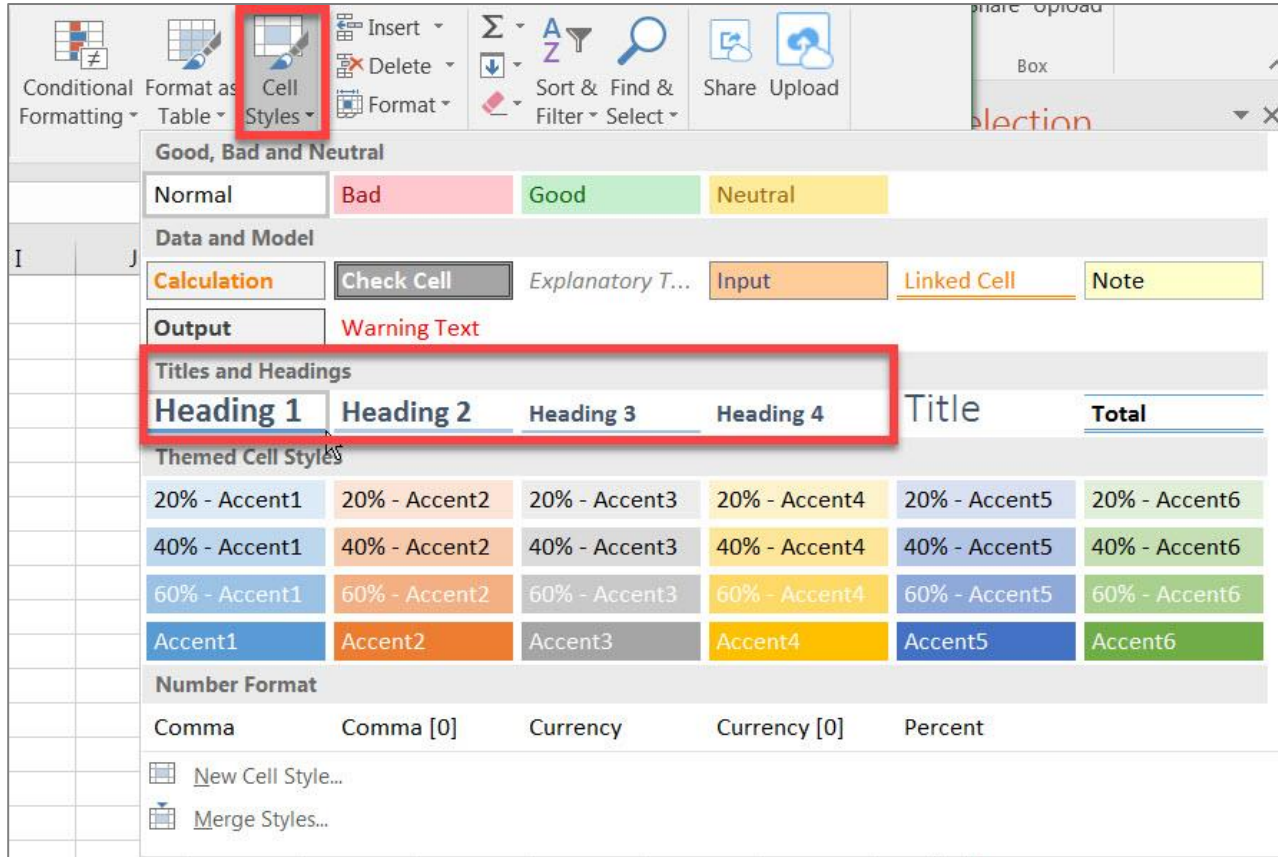 Insert
Delete
Format
Conditional Formatting
Format as Table
Cell Styles
Sort & Filter
Find & Select
Share
Upload
Upload
Box
election
I J
Good, Bad and Neutral
Normal Bad Good Neutral
Data and Model
Calculation Check Cell Explanatory T... Input Linked Cell Note
Output Warning Text
Titles and Headings
Heading 1 Heading 2 Heading 3 Heading 4 Title Total
Themed Cell Styles
20% - Accent1 20% - Accent2 20% - Accent3 20% - Accent4 20% - Accent5 20% - Accent6
40% - Accent1 40% - Accent2 40% - Accent3 40% - Accent4 40% - Accent5 40% - Accent6
60% - Accent1 60% - Accent2 60% - Accent3 60% - Accent4 60% - Accent5 60% - Accent6
Accent1 Accent2 Accent3 Accent4 Accent5 Accent6
Number Format
Comma Comma [0] Currency Currency [0] Percent
New Cell Style...
Merge Styles...